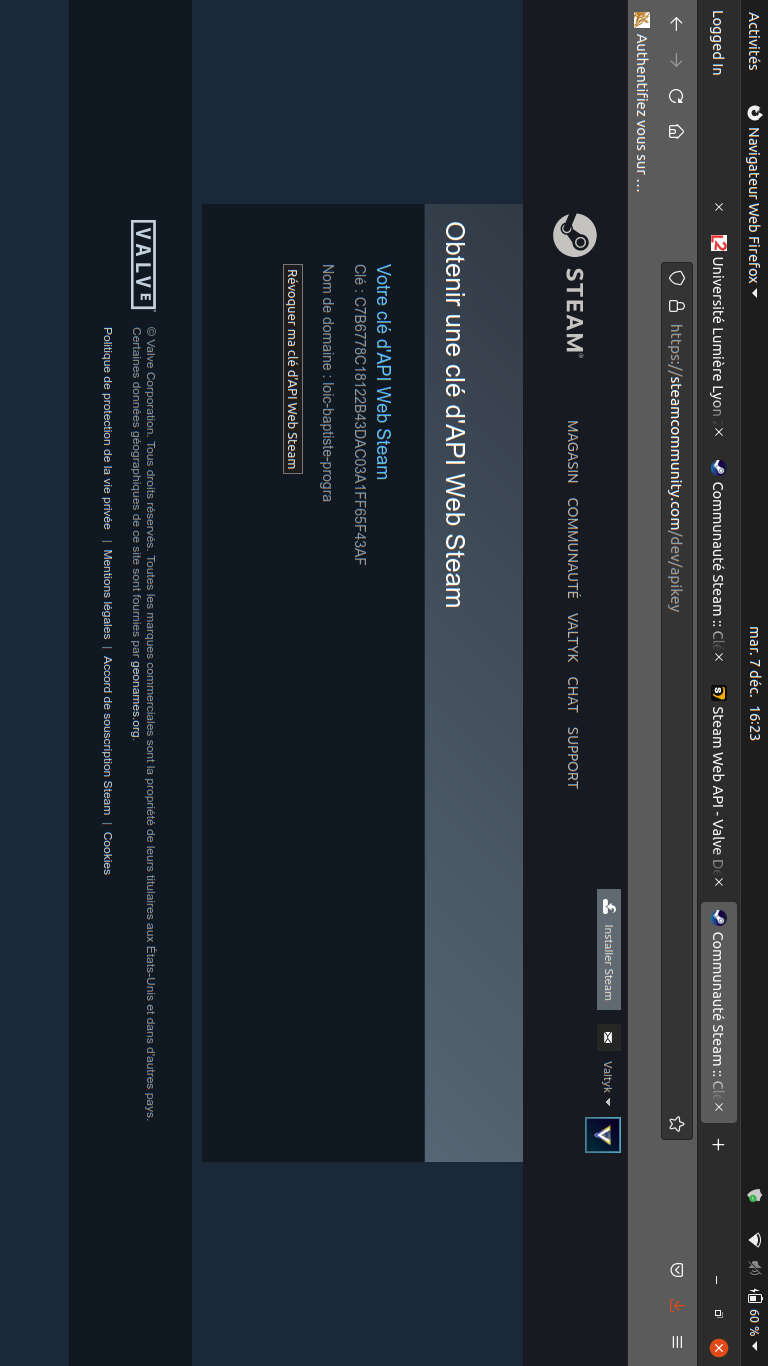 Activités
Navigateur Web Firefox
mar. 7 déc. 16:23
60 %
Logged In
Université Lumière Lyon 2
Communauté Steam :: Clé
Steam Web API - Valve De
Communauté Steam :: Clé
https://steamcommunity.com/dev/apikey
Authentifiez vous sur ...
Installer Steam
Valtyk
STEAM®
MAGASIN COMMUNAUTÉ VALTYK CHAT SUPPORT
Obtenir une clé d'API Web Steam
Votre clé d'API Web Steam
Clé : C7B6778C18122B43DAC03A1FF65F43AF
Nom de domaine : loic-baptiste-progra
Révoquer ma clé d'API Web Steam
VALVE
© Valve Corporation. Tous droits réservés. Toutes les marques commerciales sont la propriété de leurs titulaires aux États-Unis et dans d'autres pays.
Certaines données géographiques de ce site sont fournies par geonames.org.
Politique de protection de la vie privée | Mentions légales | Accord de souscription Steam | Cookies